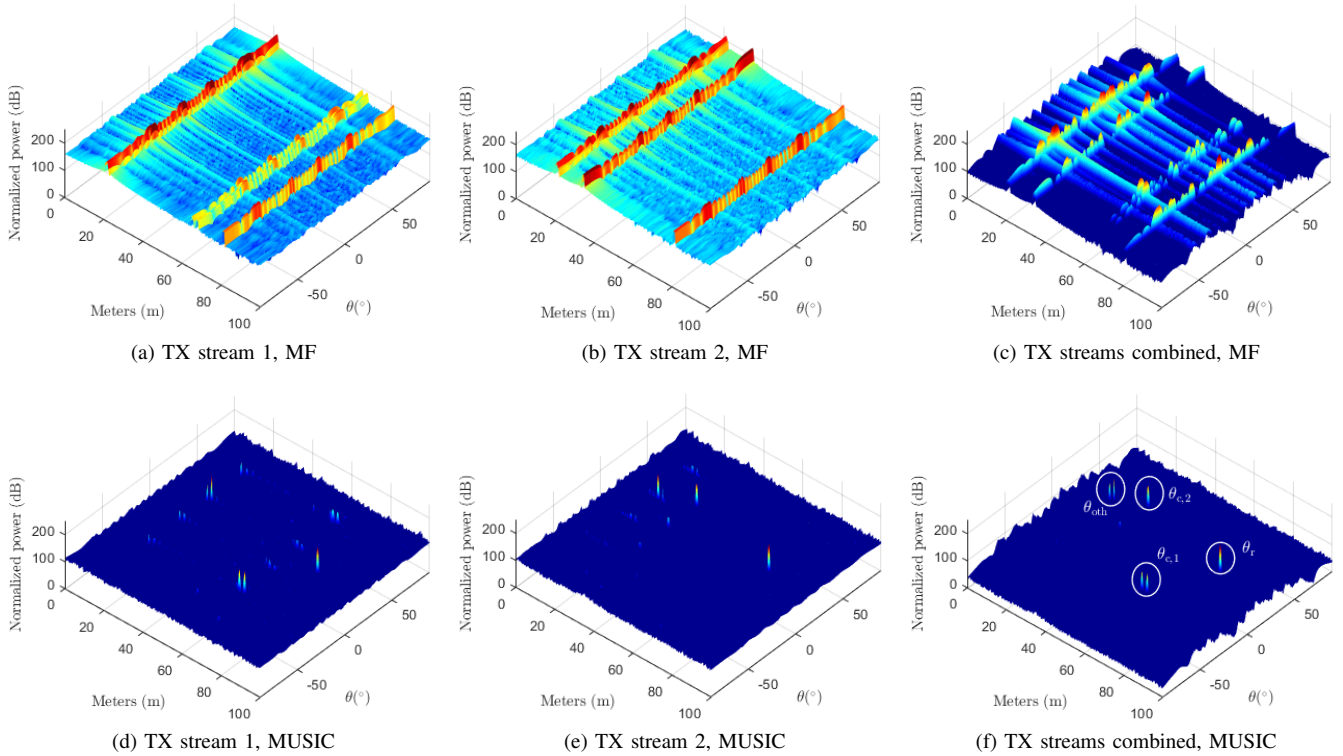 Normalized power (dB)
200
100
0
0
20
40
60
80
100
Meters (m)
-50
0
50
θ(°)
(a) TX stream 1, MF
Normalized power (dB)
200
100
0
0
20
40
60
80
100
Meters (m)
-50
0
50
θ(°)
(b) TX stream 2, MF
Normalized power (dB)
200
100
0
0
20
40
60
80
100
Meters (m)
-50
0
50
θ(°)
(c) TX streams combined, MF
Normalized power (dB)
200
100
0
0
20
40
60
80
100
Meters (m)
-50
0
50
θ(°)
(d) TX stream 1, MUSIC
Normalized power (dB)
200
100
0
0
20
40
60
80
100
Meters (m)
-50
0
50
θ(°)
(e) TX stream 2, MUSIC
Normalized power (dB)
200
100
0
0
20
40
60
80
100
Meters (m)
-50
0
50
θ(°)
θoth
θc,2
θc,1
θr
(f) TX streams combined, MUSIC